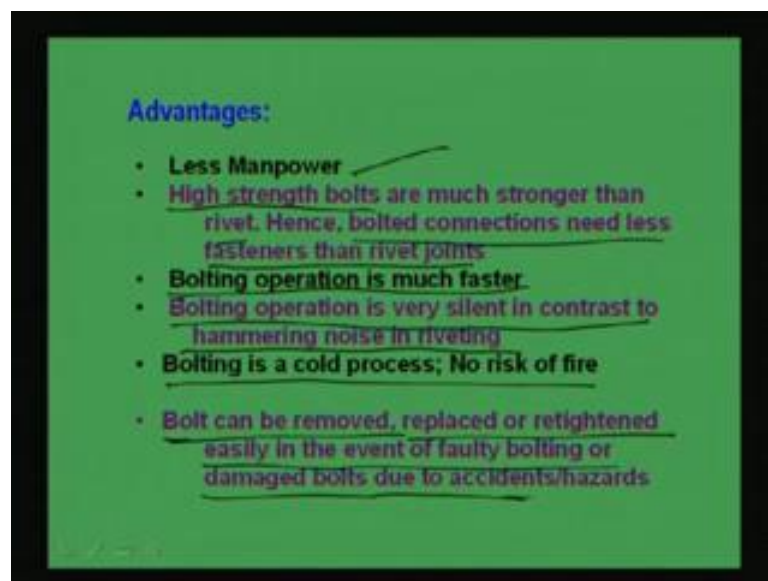 Advantages:
• Less Manpower
• High strength bolts are much stronger than
rivet. Hence, bolted connections need less
fasteners than rivet joints
• Bolting operation is much faster
• Bolting operation is very silent in contrast to
hammering noise in riveting
• Bolting is a cold process; No risk of fire
• Bolt can be removed, replaced or retightened
easily in the event of faulty bolting or
damaged bolts due to accidents/hazards